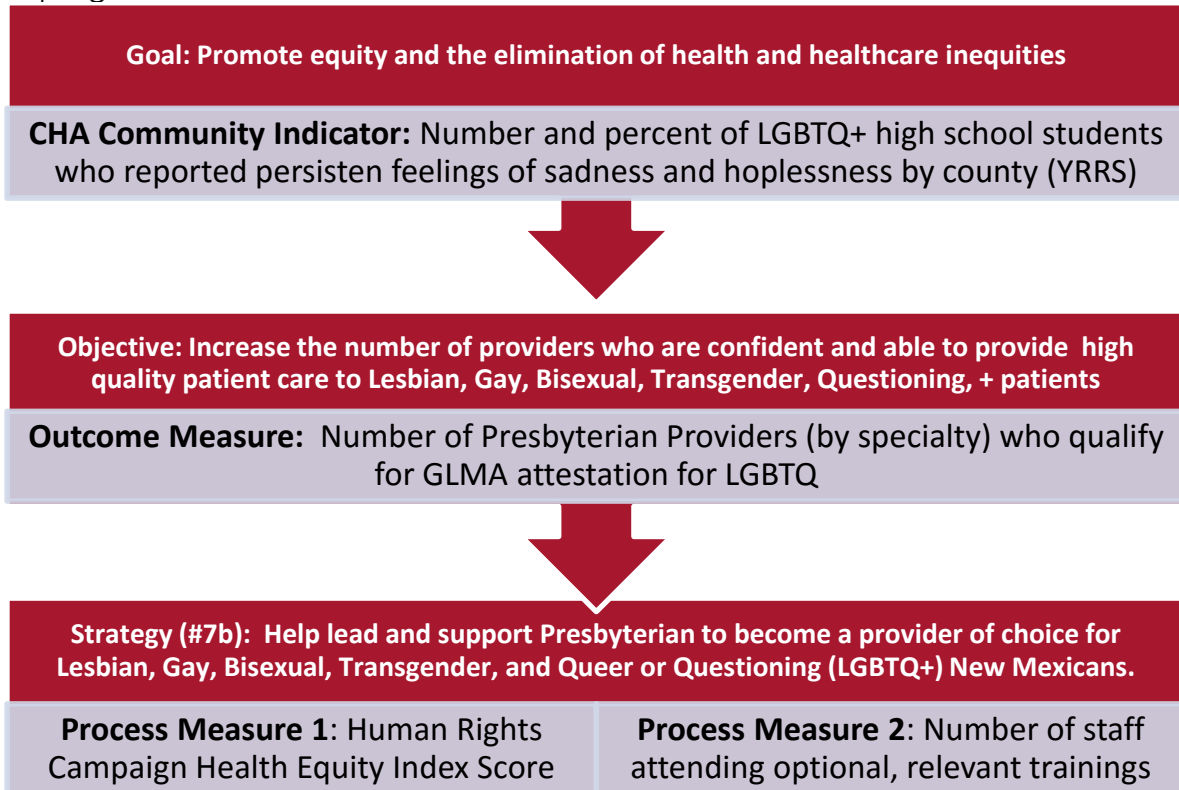 Goal: Promote equity and the elimination of health and healthcare inequities
CHA Community Indicator: Number and percent of LGBTQ+ high school students
who reported persisten feelings of sadness and hoplessness by county (YRRS)
Objective: Increase the number of providers who are confident and able to provide high
quality patient care to Lesbian, Gay, Bisexual, Transgender, Questioning, + patients
Outcome Measure: Number of Presbyterian Providers (by specialty) who qualify
for GLMA attestation for LGBTQ
Strategy (#7b): Help lead and support Presbyterian to become a provider of choice for
Lesbian, Gay, Bisexual, Transgender, and Queer or Questioning (LGBTQ+) New Mexicans.
Process Measure 1: Human Rights
Campaign Health Equity Index Score
Process Measure 2: Number of staff
attending optional, relevant trainings